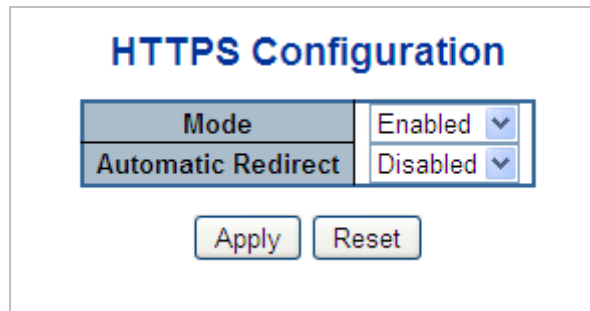 HTTPS Configuration
Mode Enabled
Automatic Redirect Disabled
Apply Reset